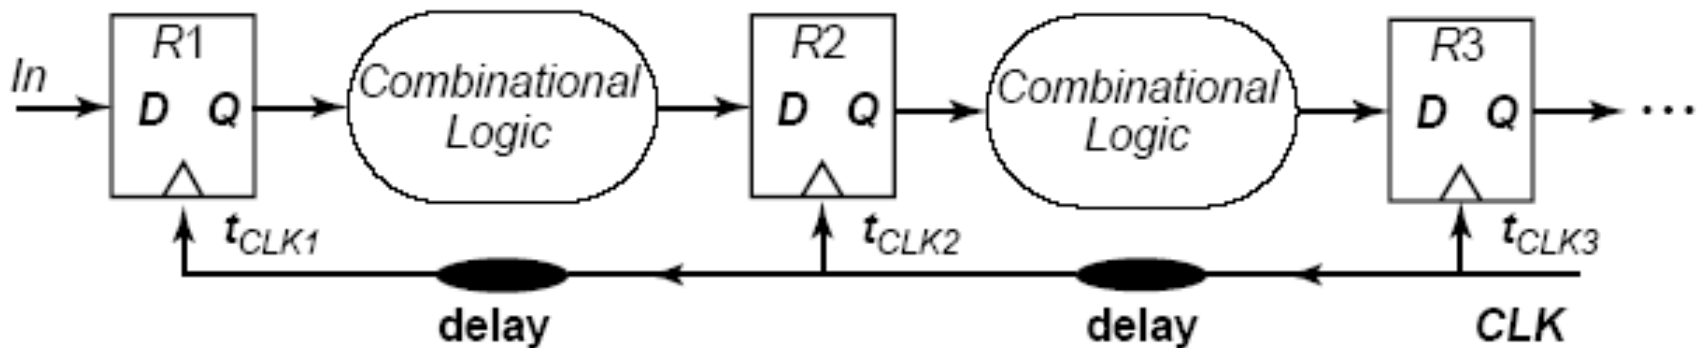 R1
R2
R3
In
D Q
Combinational
Logic
D Q
Combinational
Logic
D Q
...
tCLK1
tCLK2
tCLK3
delay
delay
CLK